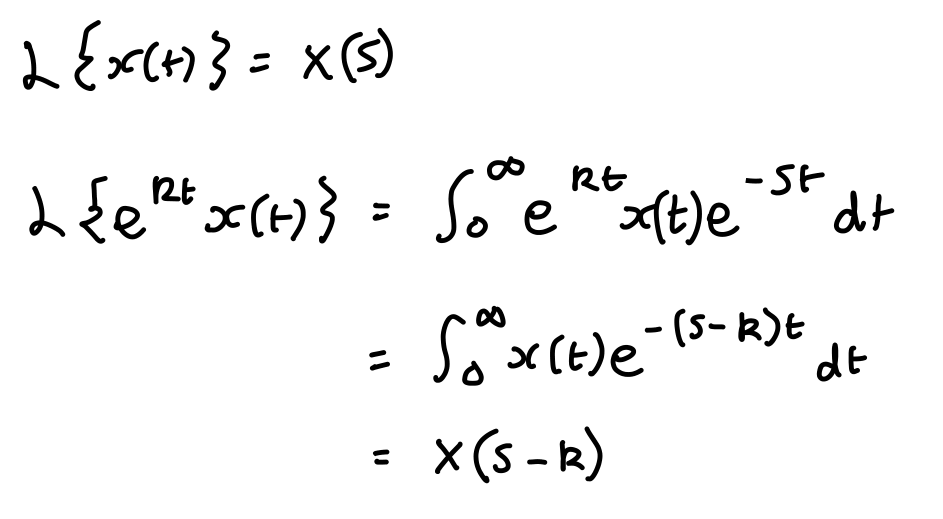 ℒ{x(t)} = X(s)
ℒ{e^{kt} x(t)} = ∫_0^∞ e^{kt} x(t) e^{-st} dt
= ∫_0^∞ x(t) e^{-(s-k)t} dt
= X(s-k)